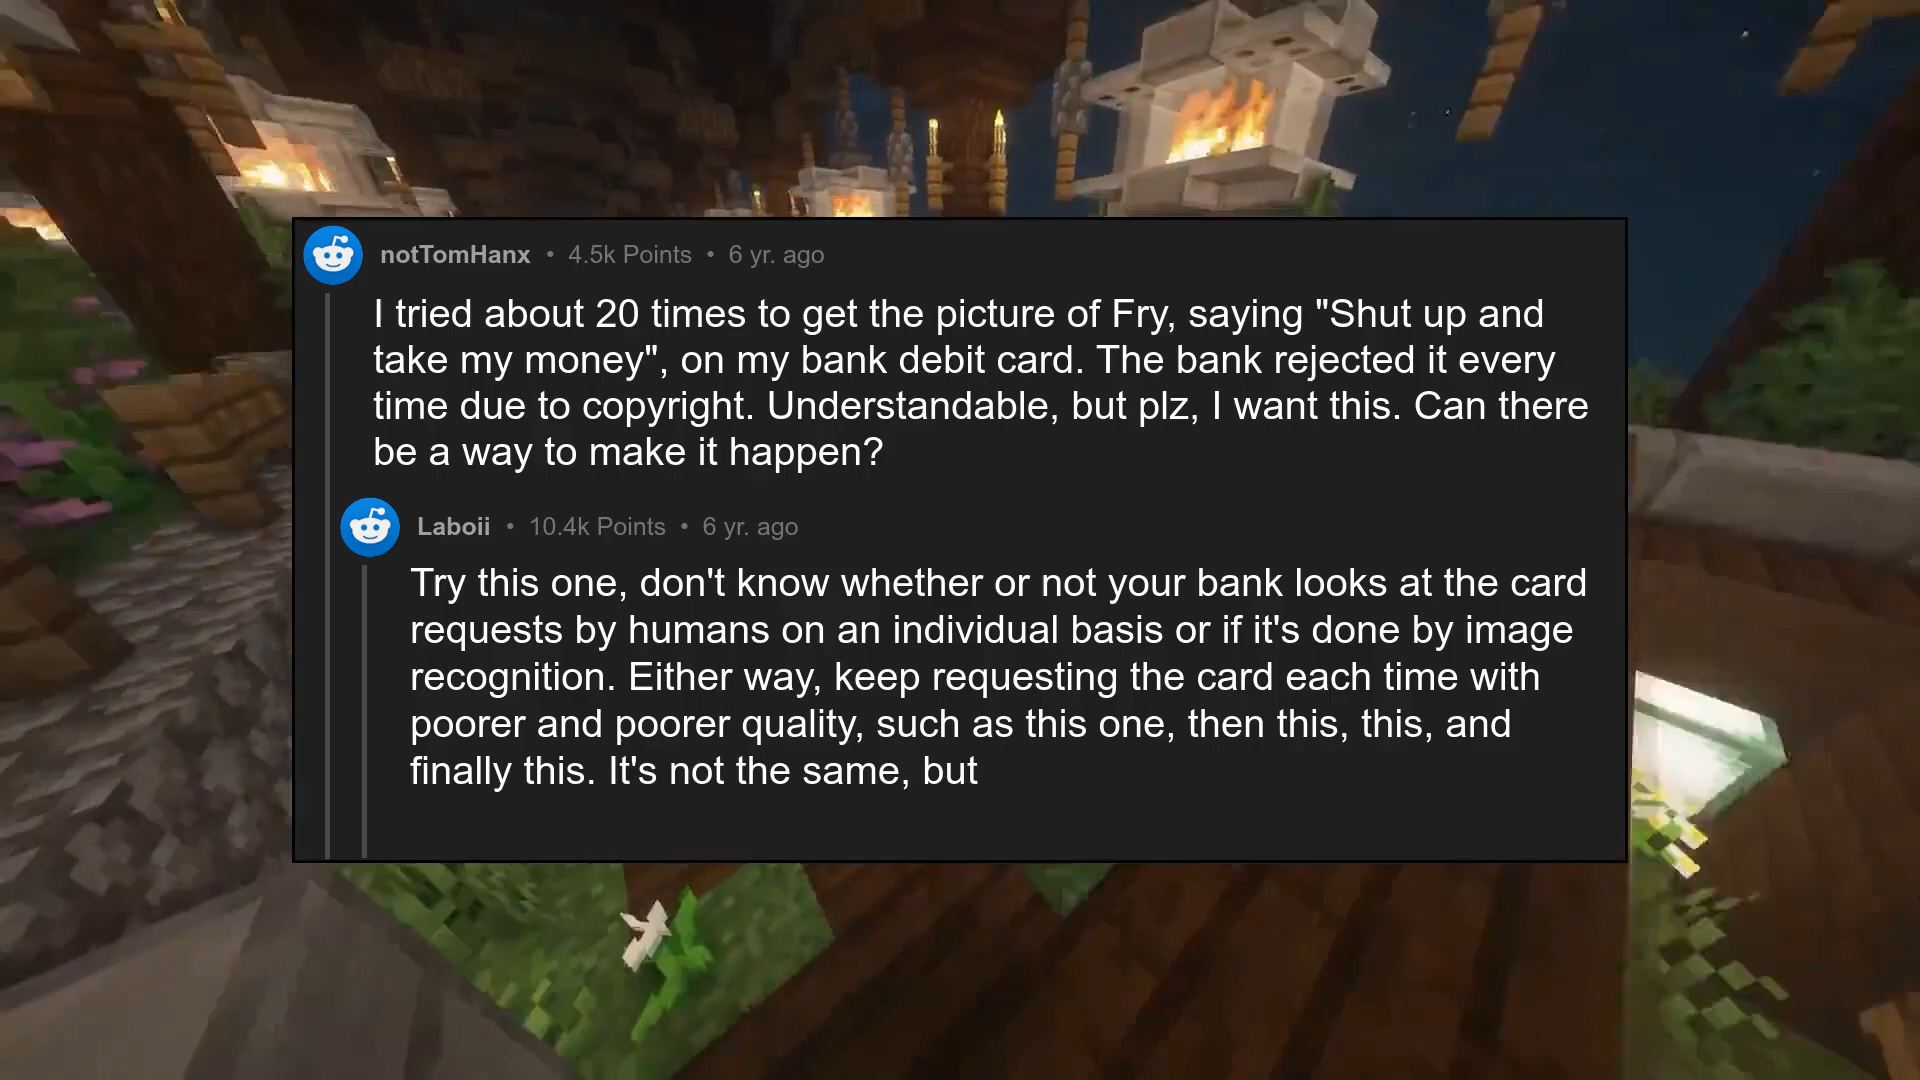 notTomHanx • 4.5k Points • 6 yr. ago
I tried about 20 times to get the picture of Fry, saying "Shut up and
take my money", on my bank debit card. The bank rejected it every
time due to copyright. Understandable, but plz, I want this. Can there
be a way to make it happen?
Laboii • 10.4k Points • 6 yr. ago
Try this one, don't know whether or not your bank looks at the card
requests by humans on an individual basis or if it's done by image
recognition. Either way, keep requesting the card each time with
poorer and poorer quality, such as this one, then this, this, and
finally this. It's not the same, but